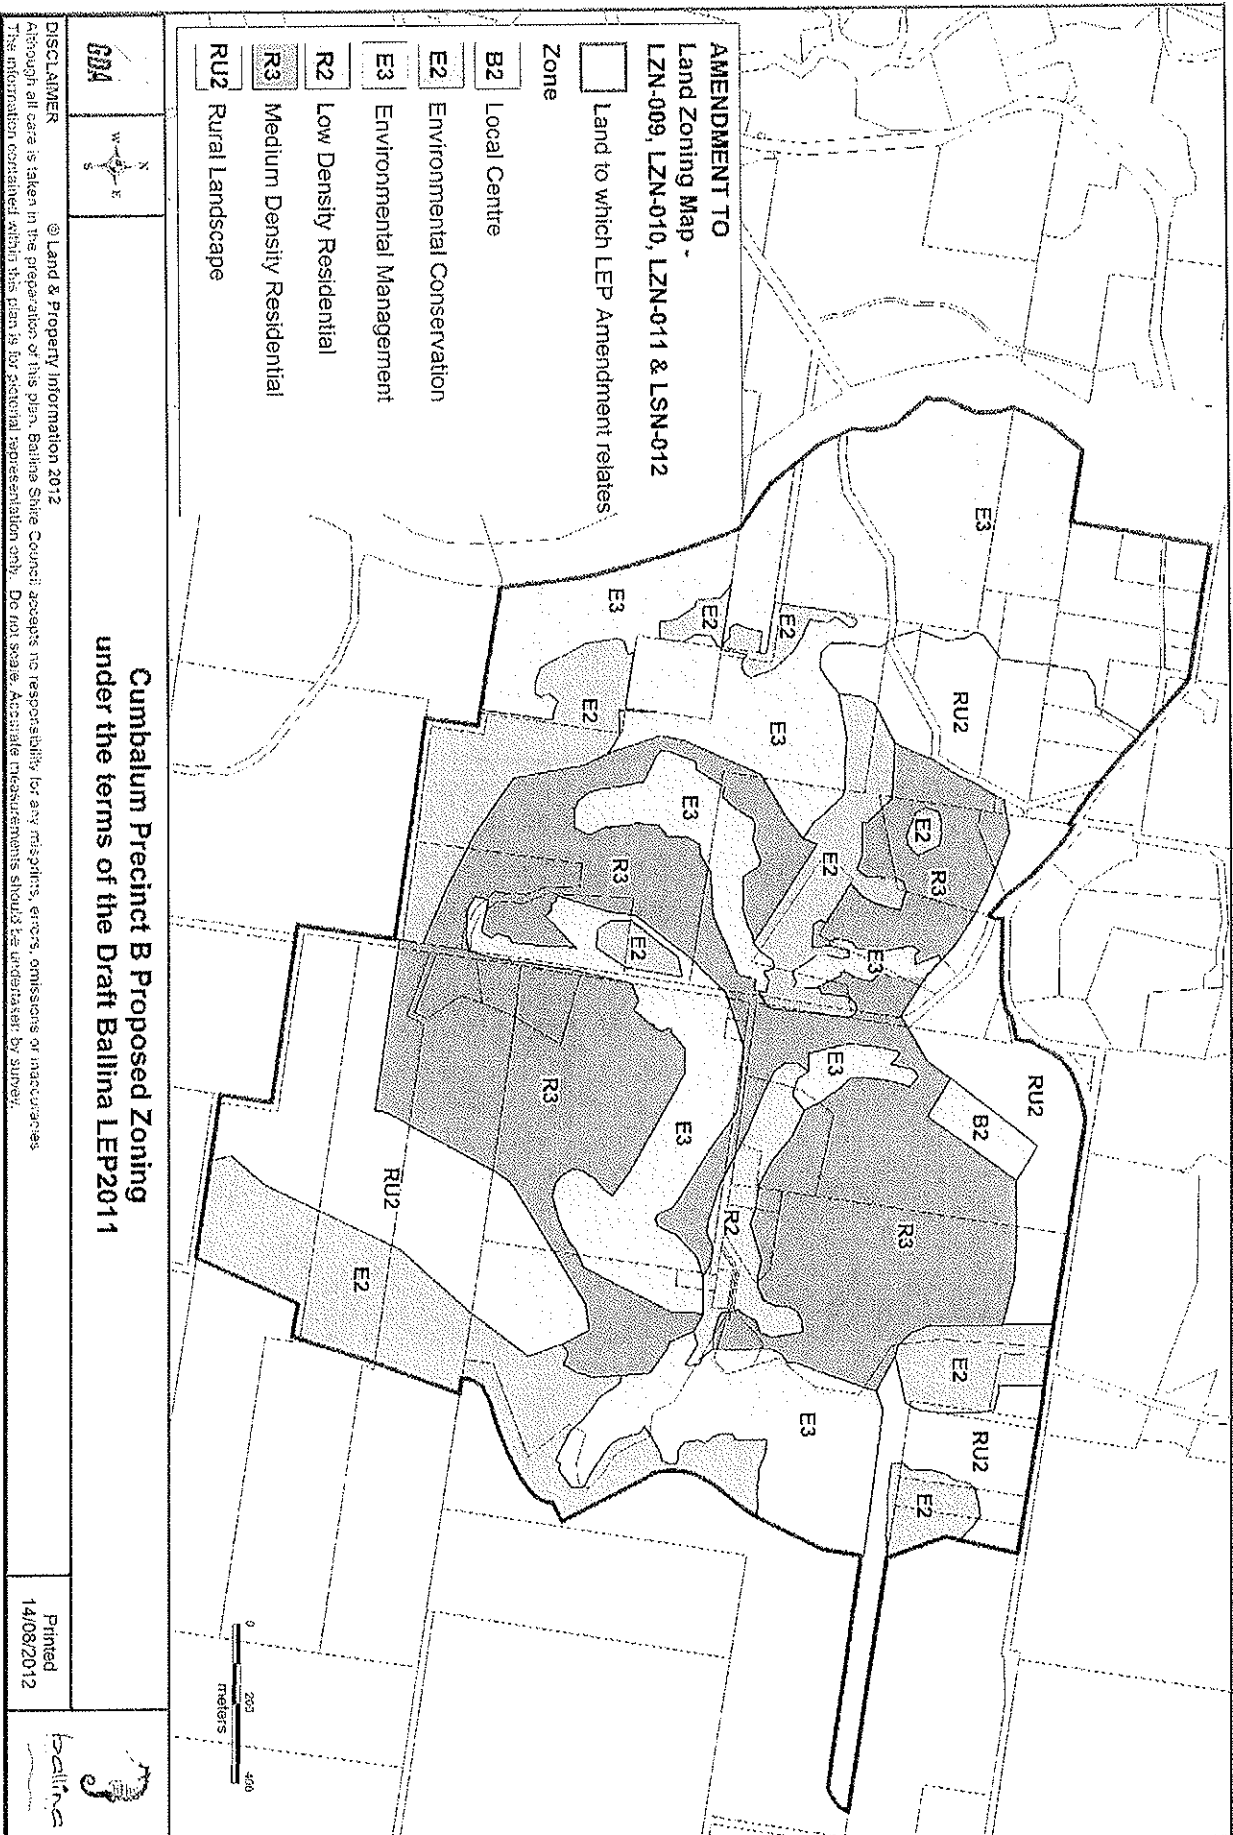 AMENDMENT TO
Land Zoning Map -
LZN-009, LZN-010, LZN-011 & LSN-012
Land to which LEP Amendment relates
Zone
B2 Local Centre
E2 Environmental Conservation
E3 Environmental Management
R2 Low Density Residential
R3 Medium Density Residential
RU2 Rural Landscape
E3
RU2
E2
R3
E3
RU2
B2
R3
E2
RU2
E2
E2
E3
E2
E3
R2
E3
E3
E2
E3
R3
E2
E3
E2
R3
RU2
E2
0 200 400
meters
GDA
N
W E
S
Cumbalum Precinct B Proposed Zoning
under the terms of the Draft Ballina LEP2011
ballina
DISCLAIMER © Land & Property Information 2012
Although all care is taken in the preparation of this plan, Ballina Shire Council accepts no responsibility for any misprints, errors, omissions or inaccuracies
The information contained within this plan is for pictorial representation only. Do not scale. Accurate measurements should be undertaken by survey.
Printed
14/08/2012